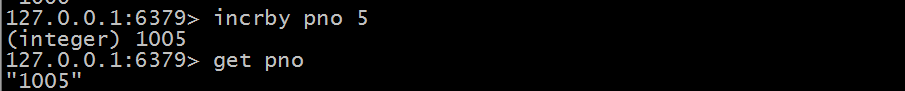 127.0.0.1:6379> incrby pno 5
(integer) 1005
127.0.0.1:6379> get pno
"1005"